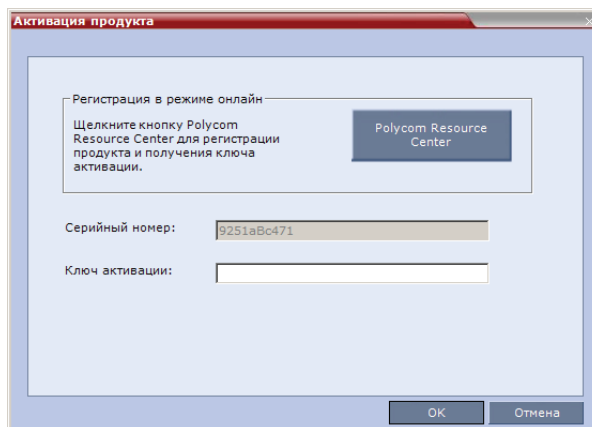 Активация продукта
Регистрация в режиме онлайн
Щелкните кнопку Polycom
Resource Center для регистрации
продукта и получения ключа
активации.
Polycom Resource
Center
Серийный номер:
9251aBc471
Ключ активации:
OK
Отмена